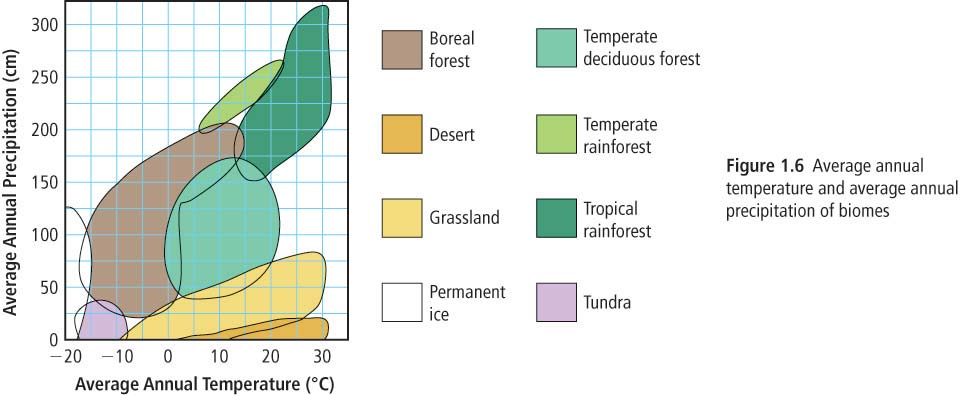 Average Annual Precipitation (cm)
300
250
200
150
100
50
0
−20 −10 0 10 20 30
Average Annual Temperature (°C)
Boreal
forest
Desert
Grassland
Permanent
ice
Temperate
deciduous forest
Temperate
rainforest
Tropical
rainforest
Tundra
Figure 1.6 Average annual
temperature and average annual
precipitation of biomes